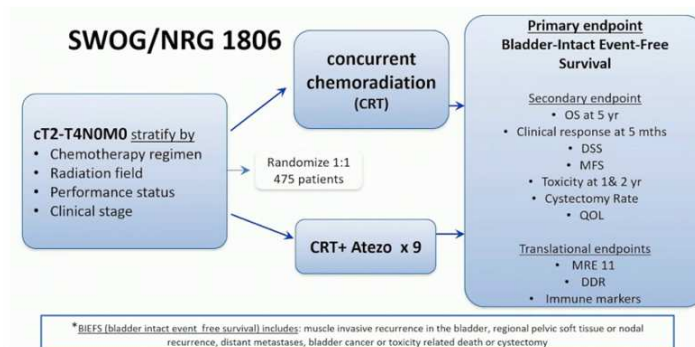 SWOG/NRG 1806
cT2-T4N0M0 stratify by
• Chemotherapy regimen
• Radiation field
• Performance status
• Clinical stage
Randomize 1:1
475 patients
concurrent
chemoradiation
(CRT)
CRT+ Atezo x 9
Primary endpoint
Bladder-Intact Event-Free
Survival
Secondary endpoint
• OS at 5 yr
• Clinical response at 5 mths
• DSS
• MFS
• Toxicity at 1& 2 yr
• Cystectomy Rate
• QOL
Translational endpoints
• MRE 11
• DDR
• Immune markers
*BIEFS (bladder intact event free survival) includes: muscle invasive recurrence in the bladder, regional pelvic soft tissue or nodal
recurrence, distant metastases, bladder cancer or toxicity related death or cystectomy